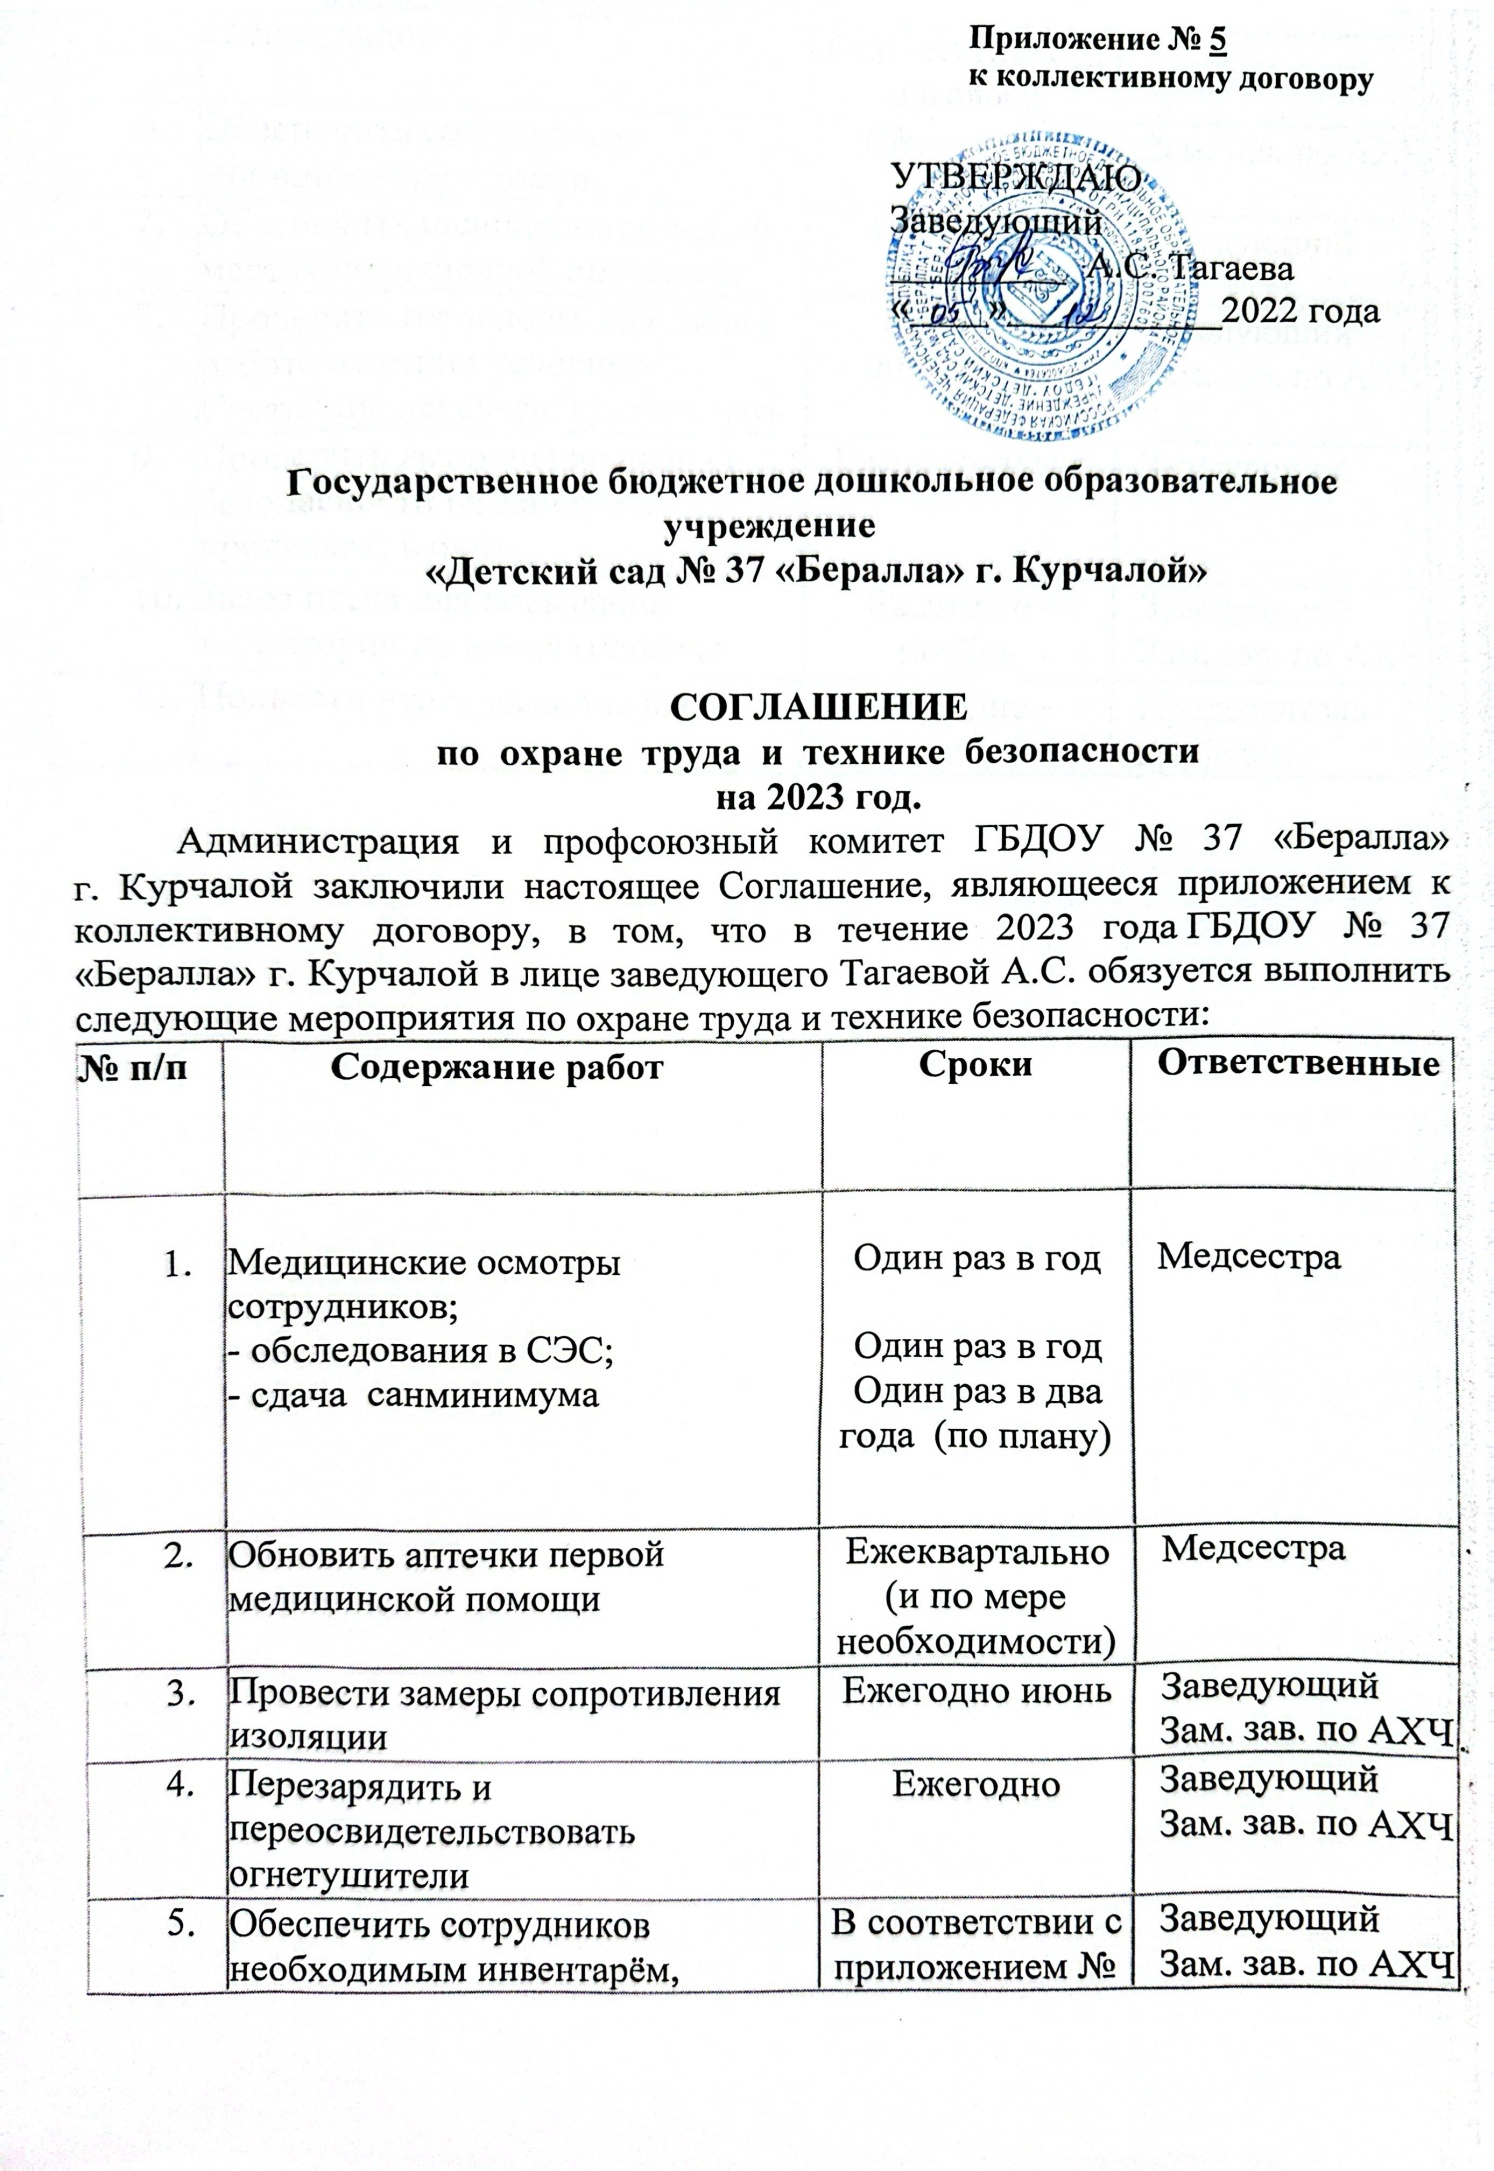 Приложение № 5
к коллективному договору
УТВЕРЖДАЮ
Заведующий
А.С. Тагаева
«05» 12 2022 года
Государственное бюджетное дошкольное образовательное
учреждение
«Детский сад № 37 «Бералла» г. Курчалой»
СОГЛАШЕНИЕ
по охране труда и технике безопасности
на 2023 год.
Администрация и профсоюзный комитет ГБДОУ № 37 «Бералла»
г. Курчалой заключили настоящее Соглашение, являющееся приложением к
коллективному договору, в том, что в течение 2023 года ГБДОУ № 37
«Бералла» г. Курчалой в лице заведующего Тагаевой А.С. обязуется выполнить
следующие мероприятия по охране труда и технике безопасности:
№ п/п Содержание работ Сроки Ответственные
1. Медицинские осмотры Один раз в год Медсестра
сотрудников;
- обследования в СЭС; Один раз в год
- сдача санминимума Один раз в два
года (по плану)
2. Обновить аптечки первой Ежеквартально Медсестра
медицинской помощи (и по мере
необходимости)
3. Провести замеры сопротивления Ежегодно июнь Заведующий
изоляции Зам. зав. по АХЧ
4. Перезарядить и Ежегодно Заведующий
переосвидетельствовать Зам. зав. по АХЧ
огнетушители
5. Обеспечить сотрудников В соответствии с Заведующий
необходимым инвентарём, приложением № Зам. зав. по АХЧ